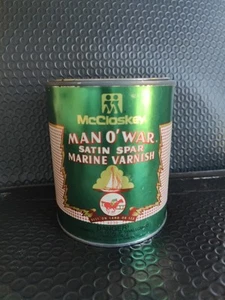 McCloskey
MAN O'WAR.
SATIN SPAR
MARINE VARNISH